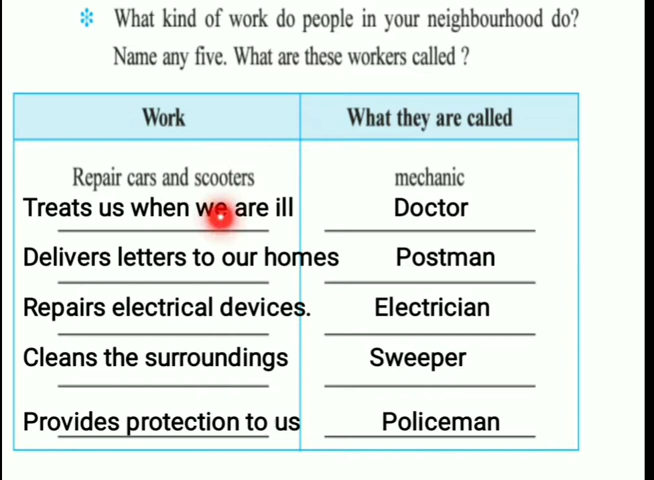 * What kind of work do people in your neighbourhood do?
Name any five. What are these workers called ?
Work What they are called
Repair cars and scooters mechanic
Treats us when we are ill Doctor
Delivers letters to our homes Postman
Repairs electrical devices. Electrician
Cleans the surroundings Sweeper
Provides protection to us Policeman